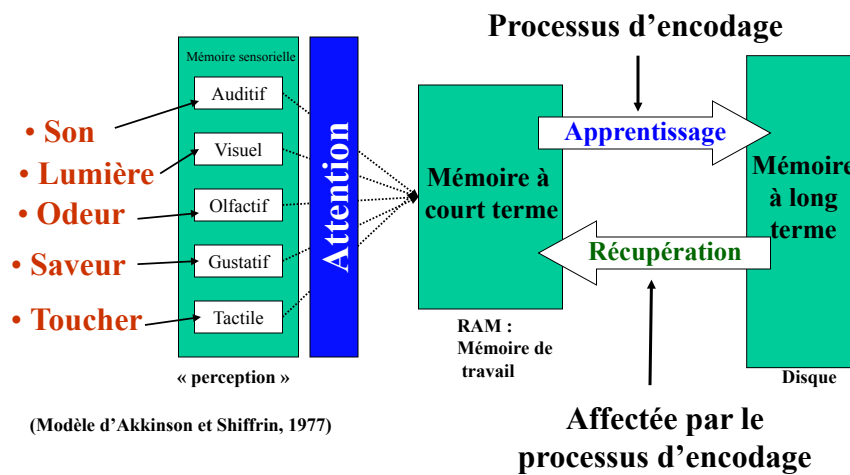 Processus d'encodage
Mémoire sensorielle
Auditif
Visuel
Olfactif
Gustatif
Tactile
• Son
• Lumière
• Odeur
• Saveur
• Toucher
Attention
« perception »
Mémoire à
court terme
RAM :
Mémoire de
travail
Apprentissage
Récupération
Mémoire
à long
terme
Disque
(Modèle d'Akkinson et Shiffrin, 1977)
Affectée par le
processus d'encodage